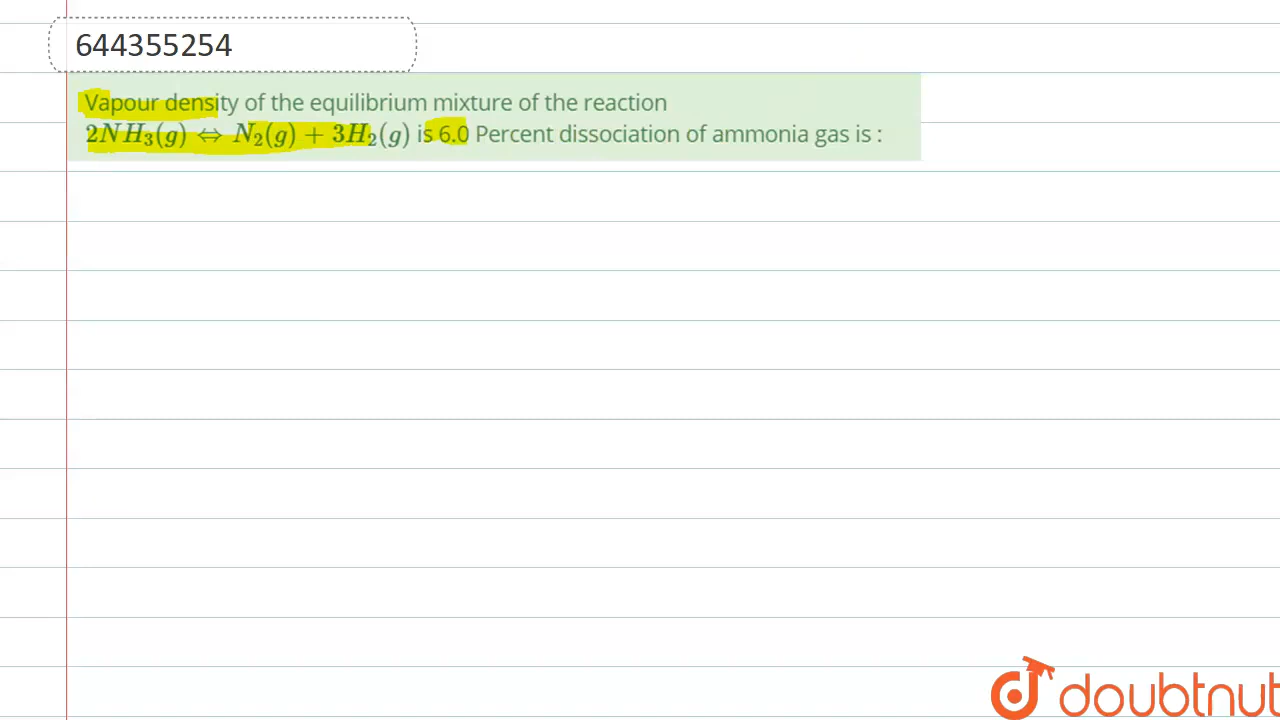 644355254
Vapour density of the equilibrium mixture of the reaction
2NH₃(g) ⇔ N₂(g) + 3H₂(g) is 6.0 Percent dissociation of ammonia gas is :
doubtnut